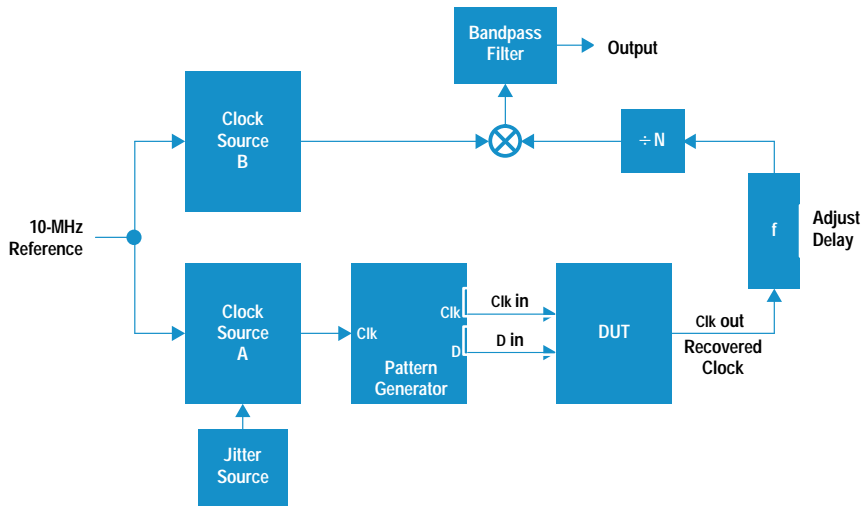 Bandpass
Filter
Output
Clock
Source
B
÷ N
10-MHz
Reference
f
Adjust
Delay
Clock
Source
A
Clk
Clk
D
Pattern
Generator
Clk in
D in
DUT
Clk out
Recovered
Clock
Jitter
Source